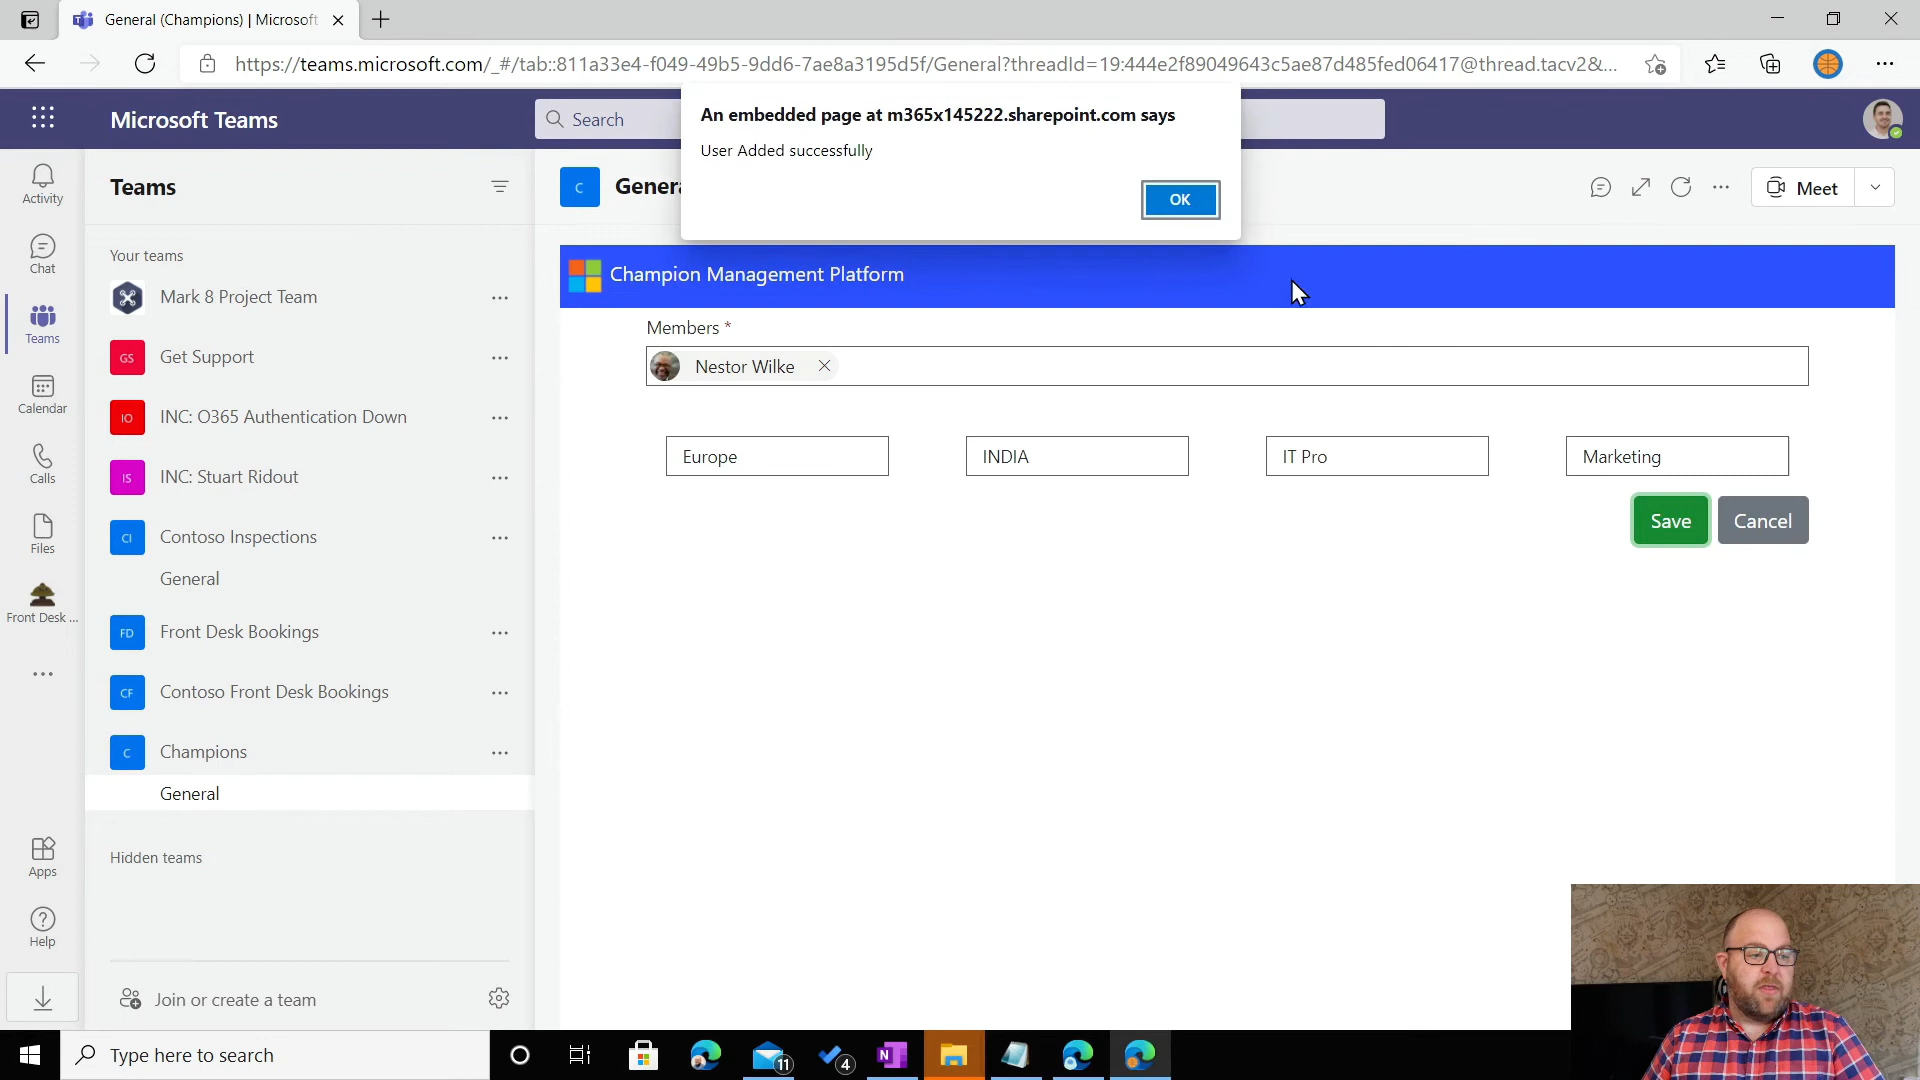 General (Champions) | Microsoft
https://teams.microsoft.com/_#/tab::811a33e4-f049-49b5-9dd6-7ae8a3195d5f/General?threadId=19:444e2f89049643c5ae87d485fed06417@thread.tacv2&...
An embedded page at m365x145222.sharepoint.com says
User Added successfully
OK
Microsoft Teams
Search
Activity
Chat
Teams
Calendar
Calls
Files
Front Desk ...
Apps
Help
Teams
Your teams
Mark 8 Project Team
GS Get Support
IO INC: O365 Authentication Down
IS INC: Stuart Ridout
CI Contoso Inspections
General
FD Front Desk Bookings
CF Contoso Front Desk Bookings
C Champions
General
Hidden teams
Join or create a team
C Genera
Meet
Champion Management Platform
Members *
Nestor Wilke
Europe INDIA IT Pro Marketing
Save Cancel
Type here to search
11
4
N